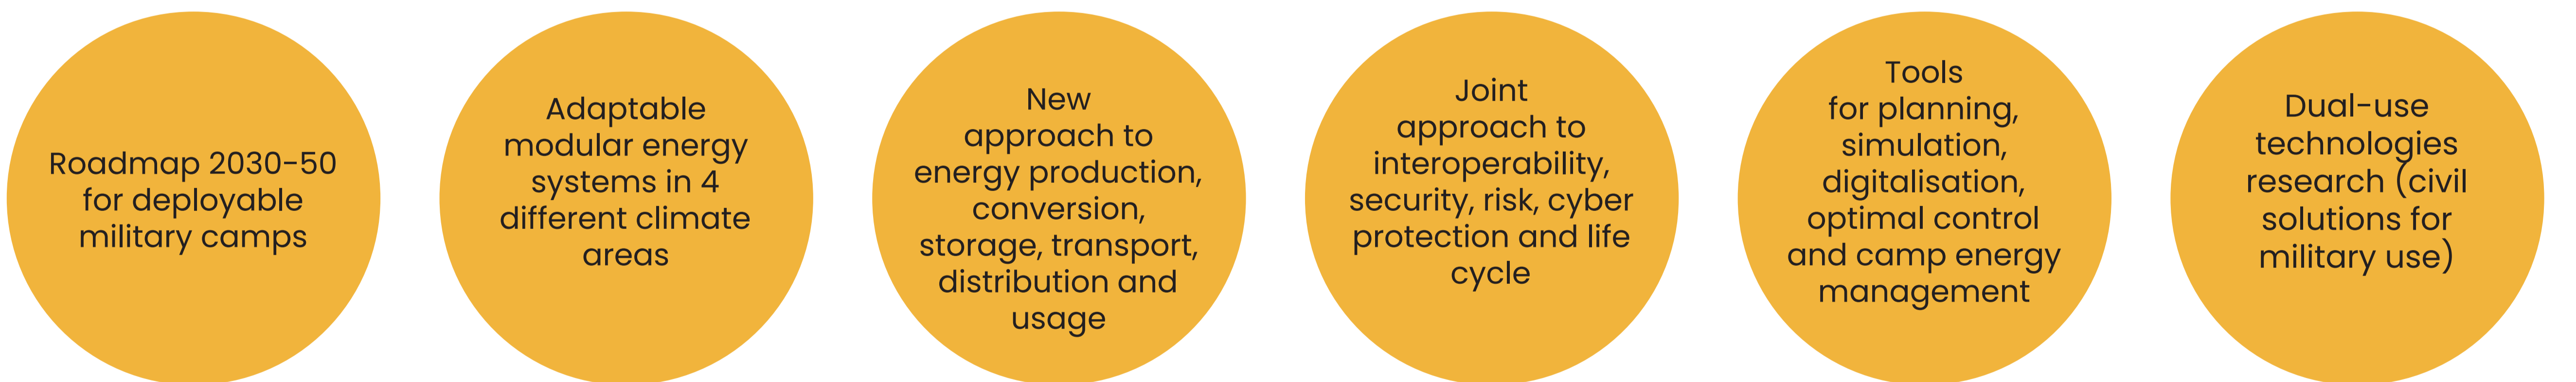 Roadmap 2030-50
for deployable
military camps
Adaptable
modular energy
systems in 4
different climate
areas
New
approach to
energy production,
conversion,
storage, transport,
distribution and
usage
Joint
approach to
interoperability,
security, risk, cyber
protection and life
cycle
Tools
for planning,
simulation,
digitalisation,
optimal control
and camp energy
management
Dual-use
technologies
research (civil
solutions for
military use)